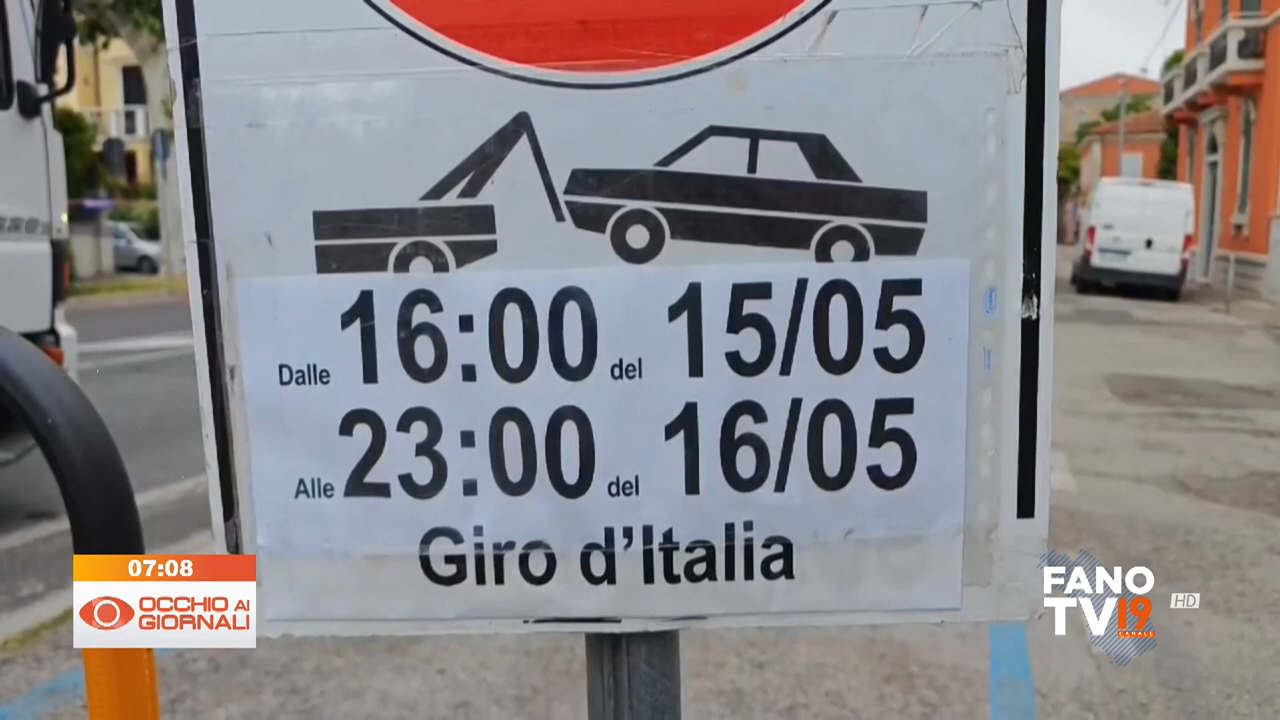 Dalle 16:00 del 15/05
Alle 23:00 del 16/05
Giro d'Italia
07:08
OCCHIO AI
GIORNALI
FANO
TV19
CANALE
HD